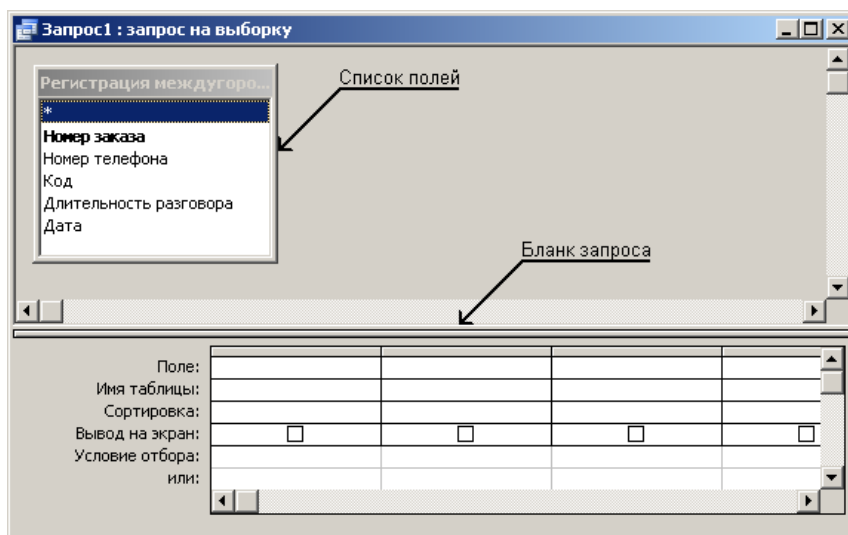 Запрос1 : запрос на выборку
Регистрация междугоро...
Список полей
*
Номер заказа
Номер телефона
Код
Длительность разговора
Дата
Бланк запроса
Поле:
Имя таблицы:
Сортировка:
Вывод на экран:
Условие отбора:
или: